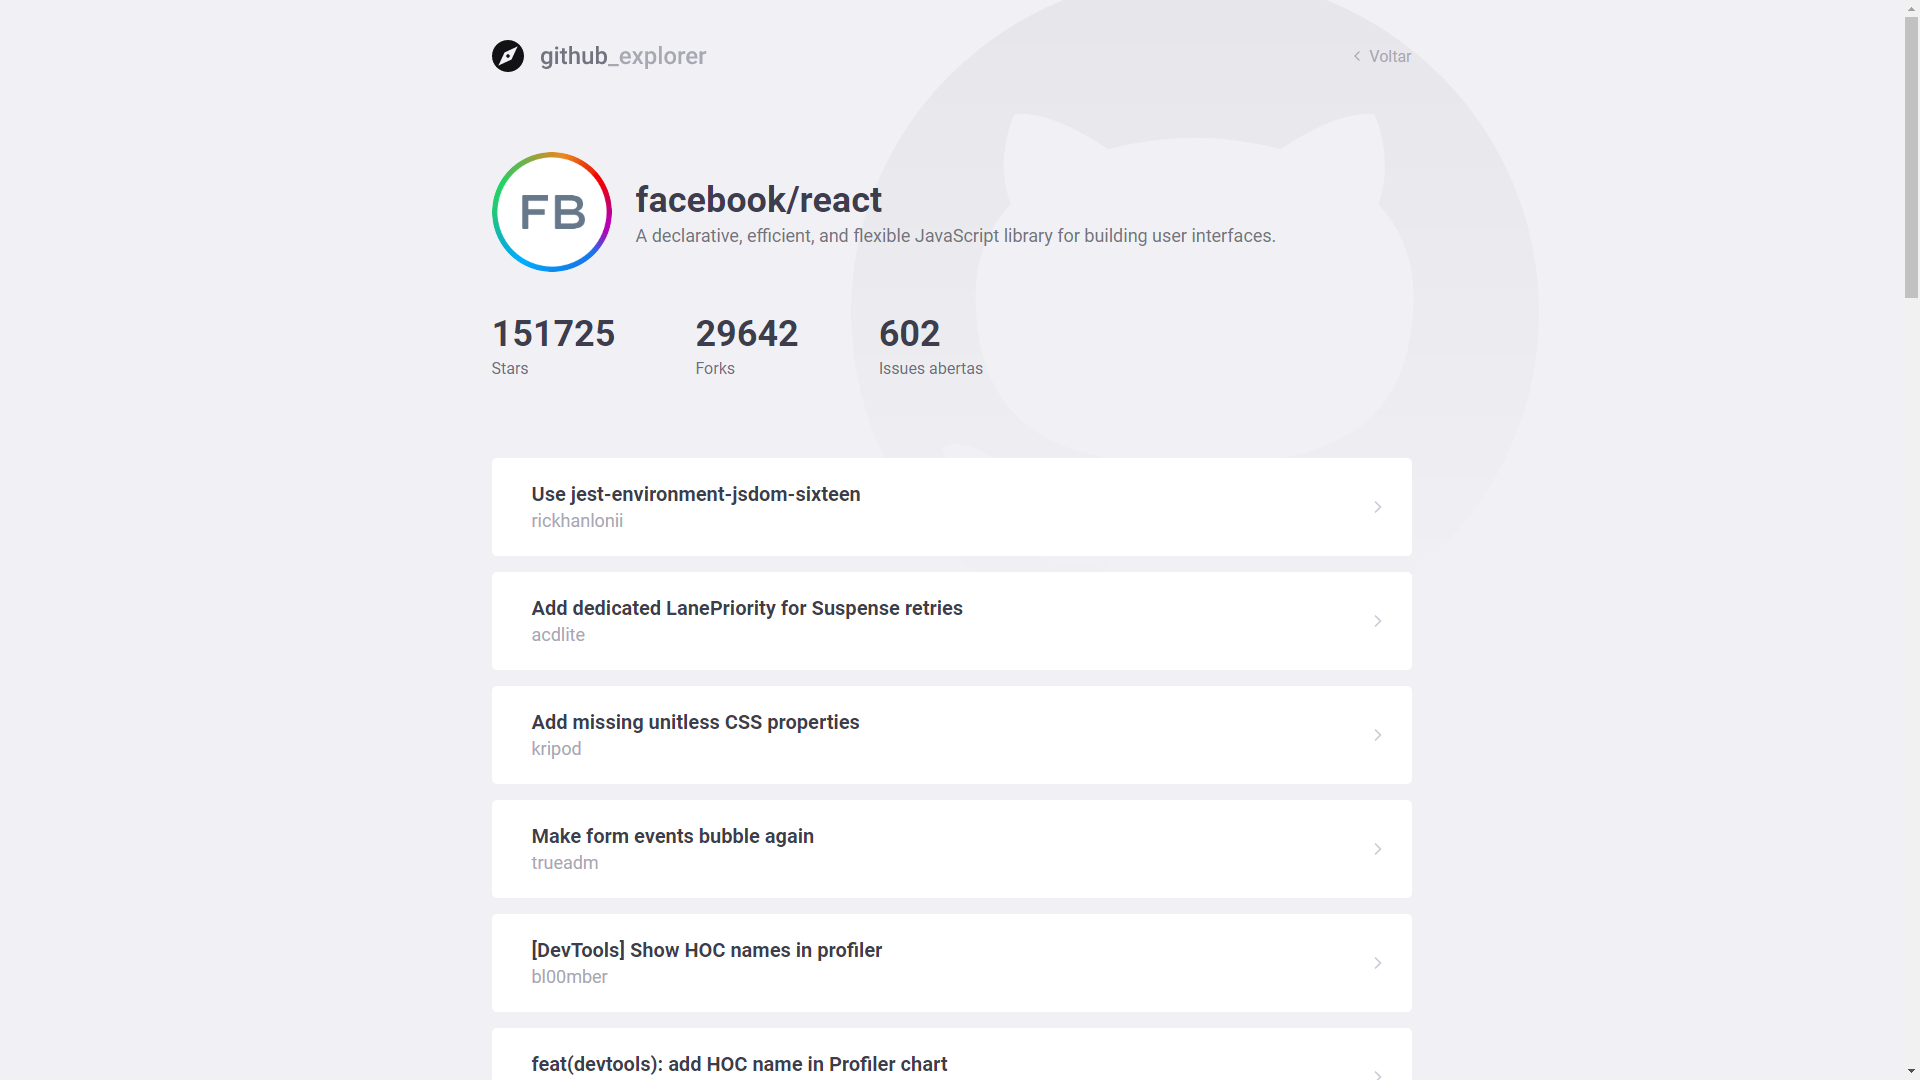 github_explorer
Voltar
FB
facebook/react
A declarative, efficient, and flexible JavaScript library for building user interfaces.
151725
Stars
29642
Forks
602
Issues abertas
Use jest-environment-jsdom-sixteen
rickhanlonii
Add dedicated LanePriority for Suspense retries
acdlite
Add missing unitless CSS properties
kripod
Make form events bubble again
trueadm
[DevTools] Show HOC names in profiler
bl00mber
feat(devtools): add HOC name in Profiler chart